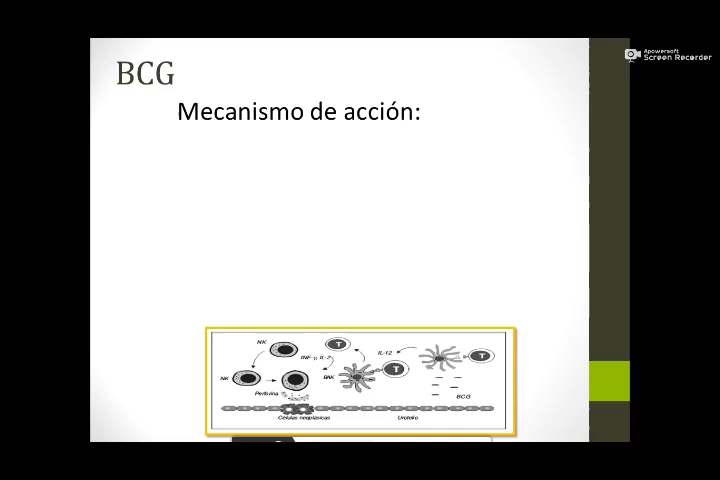 BCG
Mecanismo de acción:
Apowersoft
Screen Recorder
NK
T
INF-γ, IL-2
IL-12
T
NK
BAK
T
Perforina
BCG
Células neoplásicas
Urotelio